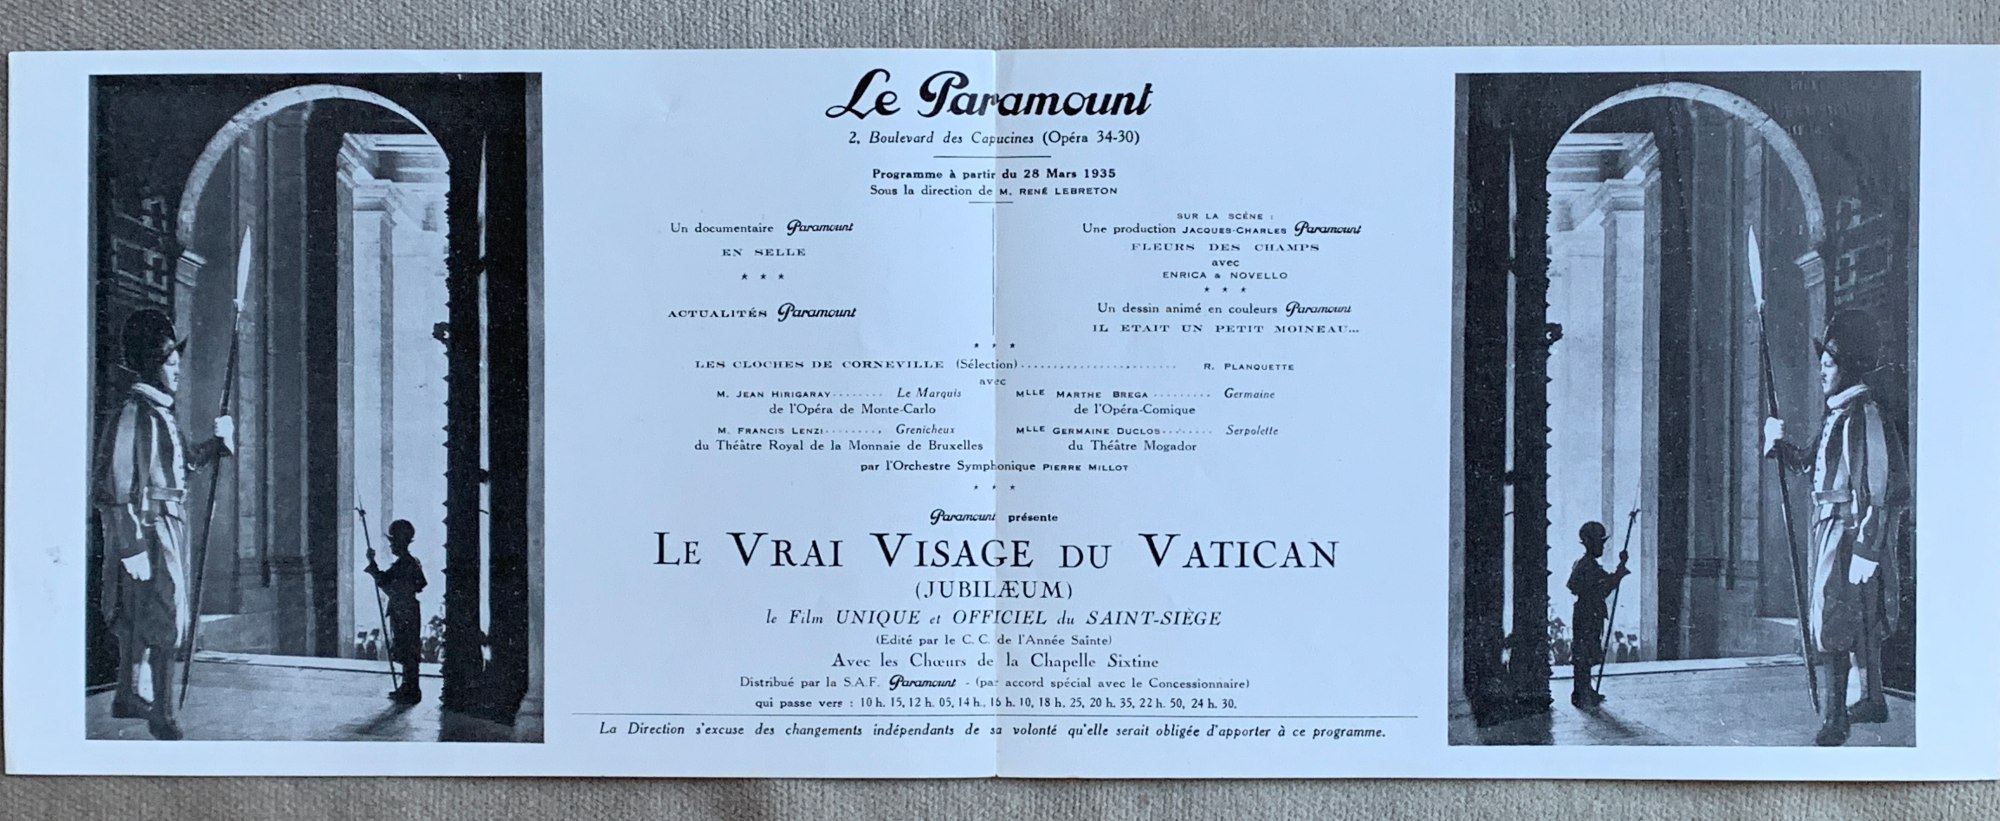 Le Paramount
2, Boulevard des Capucines (Opéra 34-30)
Programme à partir du 28 Mars 1935
Sous la direction de M. RENÉ LEBRETON
Un documentaire Paramount
EN SELLE
* * *
ACTUALITÉS Paramount
SUR LA SCÈNE :
Une production JACQUES-CHARLES Paramount
FLEURS DES CHAMPS
avec
ENRICA & NOVELLO
* * *
Un dessin animé en couleurs Paramount
IL ETAIT UN PETIT MOINEAU...
* * *
LES CLOCHES DE CORNEVILLE (Sélection) ........................ R. PLANQUETTE
avec
M. JEAN HIRIGARAY ........ Le Marquis
de l'Opéra de Monte-Carlo
MLLE MARTHE BREGA ......... Germaine
de l'Opéra-Comique
M. FRANCIS LENZI ......... Grenicheux
du Théâtre Royal de la Monnaie de Bruxelles
MLLE GERMAINE DUCLOS ........ Serpolette
du Théâtre Mogador
par l'Orchestre Symphonique PIERRE MILLOT
* * *
Paramount présente
LE VRAI VISAGE DU VATICAN
(JUBILÆUM)
le Film UNIQUE et OFFICIEL du SAINT-SIÈGE
(Edité par le C. C. de l'Année Sainte)
Avec les Chœurs de la Chapelle Sixtine
Distribué par la S.A.F. Paramount - (par accord spécial avec le Concessionnaire)
qui passe vers : 10 h. 15, 12 h. 05, 14 h., 16 h. 10, 18 h. 25, 20 h. 35, 22 h. 50, 24 h. 30.
La Direction s'excuse des changements indépendants de sa volonté qu'elle serait obligée d'apporter à ce programme.